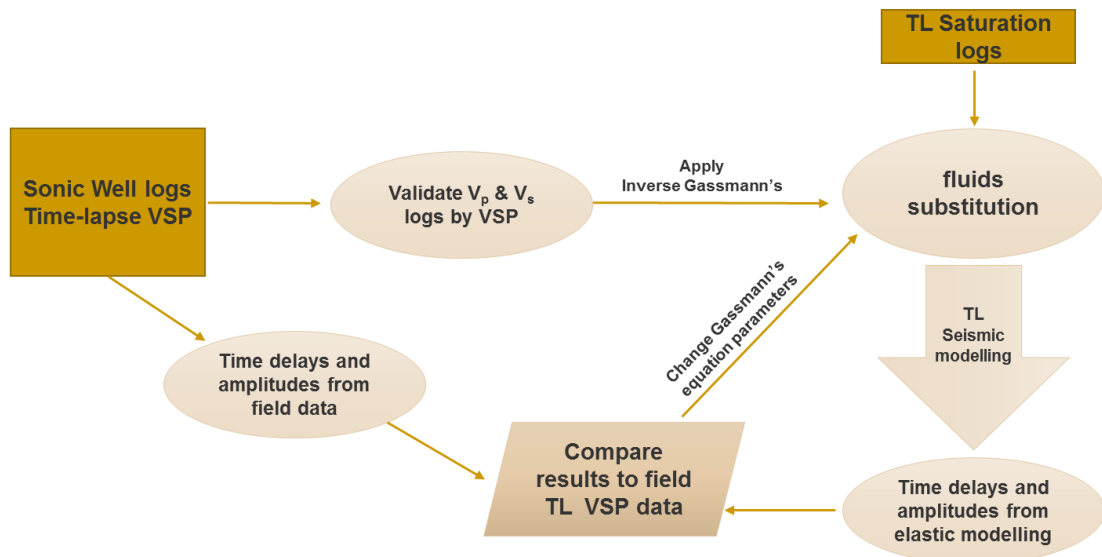 TL Saturation
logs
Sonic Well logs
Time-lapse VSP
Validate Vp & Vs
logs by VSP
Apply
Inverse Gassmann's
fluids
substitution
Change Gassmann's
equation parameters
TL
Seismic
modelling
Time delays and
amplitudes from
field data
Compare
results to field
TL VSP data
Time delays and
amplitudes from
elastic modelling